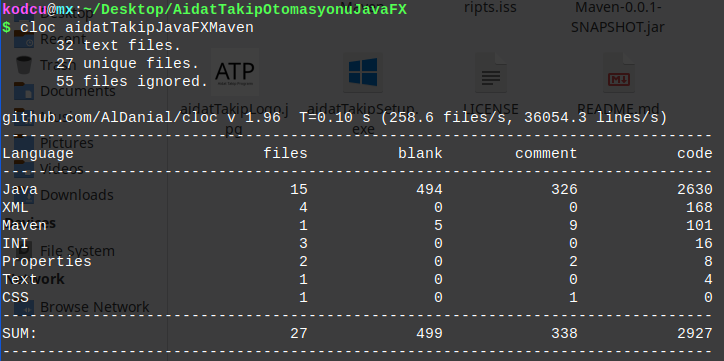 kodcu@mx:~/Desktop/AidatTakipOtomasyonuJavaFX
$ cloc aidatTakipJavaFXMaven
      32 text files.
      27 unique files.
      55 files ignored.
github.com/AlDanial/cloc v 1.96  T=0.10 s (258.6 files/s, 36054.3 lines/s)
-------------------------------------------------------------------------------
Language                     files          blank        comment           code
-------------------------------------------------------------------------------
Java                            15            494            326           2630
XML                              4              0              0            168
Maven                            1              5              9            101
INI                              3              0              0             16
Properties                       2              0              2              8
Text                             1              0              0              4
CSS                              1              0              1              0
-------------------------------------------------------------------------------
SUM:                            27            499            338           2927
-------------------------------------------------------------------------------
ripts.iss
Maven-0.0.1-
SNAPSHOT.jar
ATP
aidatTakipLogo.j
pg
aidatTakipSetup.
exe
LICENSE
README.md
Desktop
Recent
Trash
Documents
Pictures
Videos
Downloads
Devices
File System
Network
Browse Network